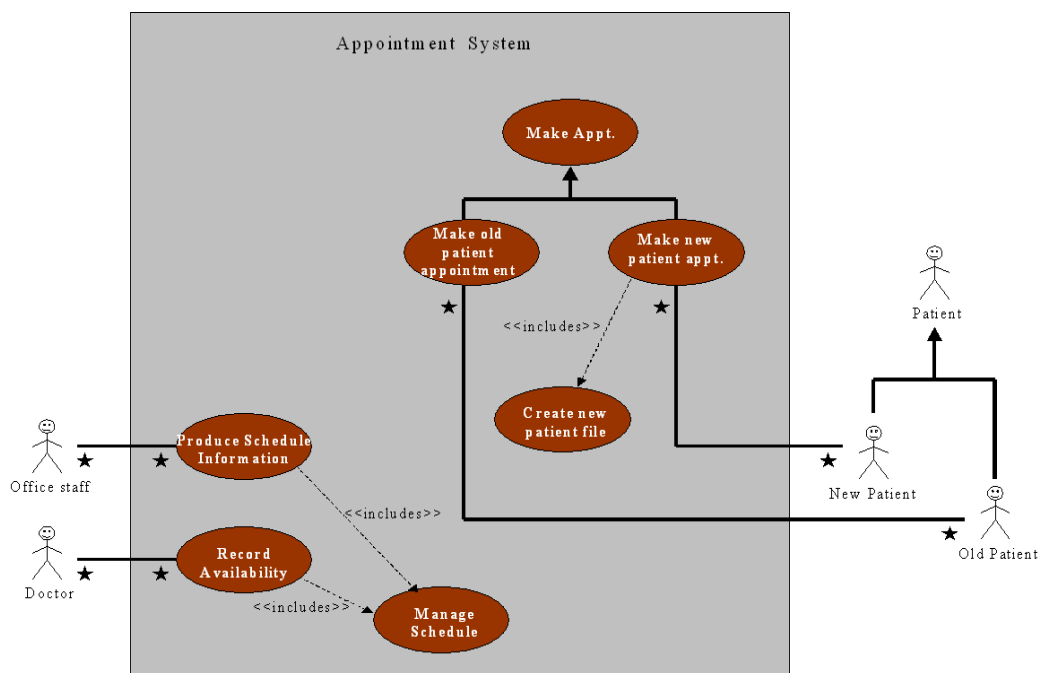 Appointment System
Make Appt.
Make old
patient
appointment
Make new
patient appt.
<<includes>>
Patient
Create new
patient file
Produce Schedule
Information
Office staff
New Patient
<<includes>>
Old Patient
Record
Availability
Doctor
<<includes>>
Manage
Schedule